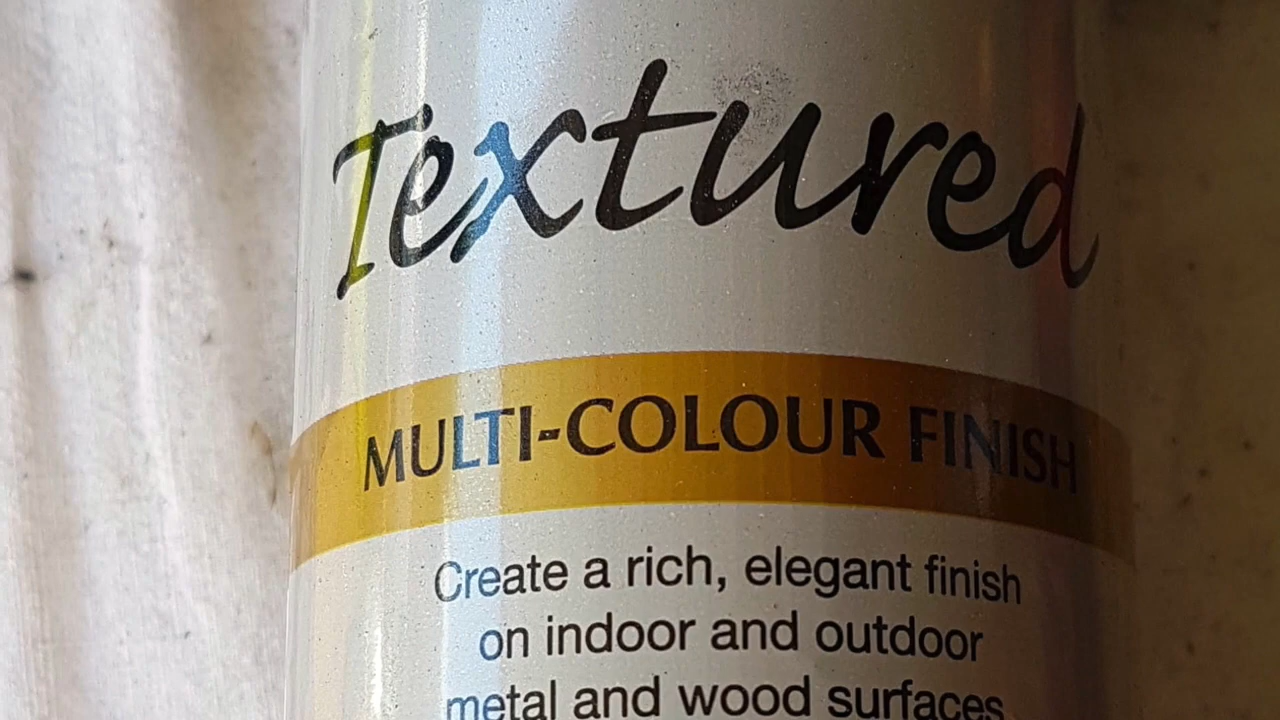 Textured
MULTI-COLOUR FINISH
Create a rich, elegant finish
on indoor and outdoor
metal and wood surfaces.